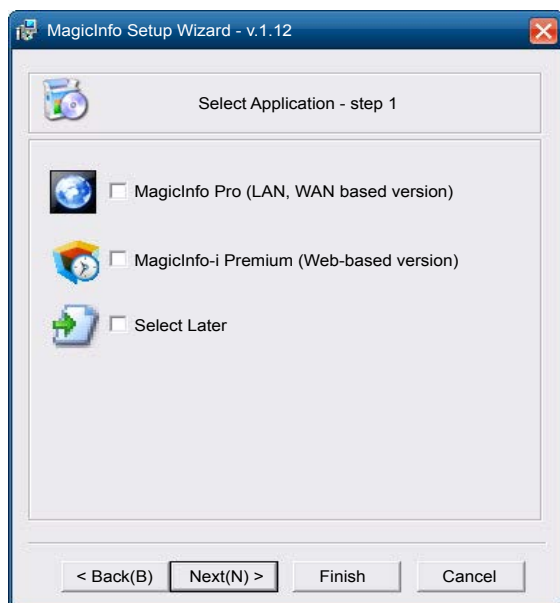 MagicInfo Setup Wizard - v.1.12
Select Application - step 1
MagicInfo Pro (LAN, WAN based version)
MagicInfo-i Premium (Web-based version)
Select Later
< Back(B) Next(N) > Finish Cancel